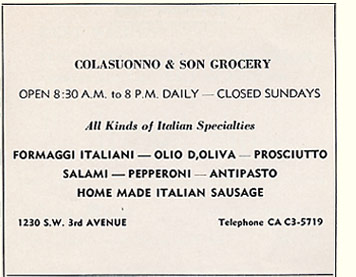 COLASUONNO & SON GROCERY
OPEN 8:30 A.M. to 8 P.M. DAILY — CLOSED SUNDAYS
All Kinds of Italian Specialties
FORMAGGI ITALIANI — OLIO D,OLIVA — PROSCIUTTO
SALAMI — PEPPERONI — ANTIPASTO
HOME MADE ITALIAN SAUSAGE
1230 S.W. 3rd AVENUE Telephone CA C3-5719